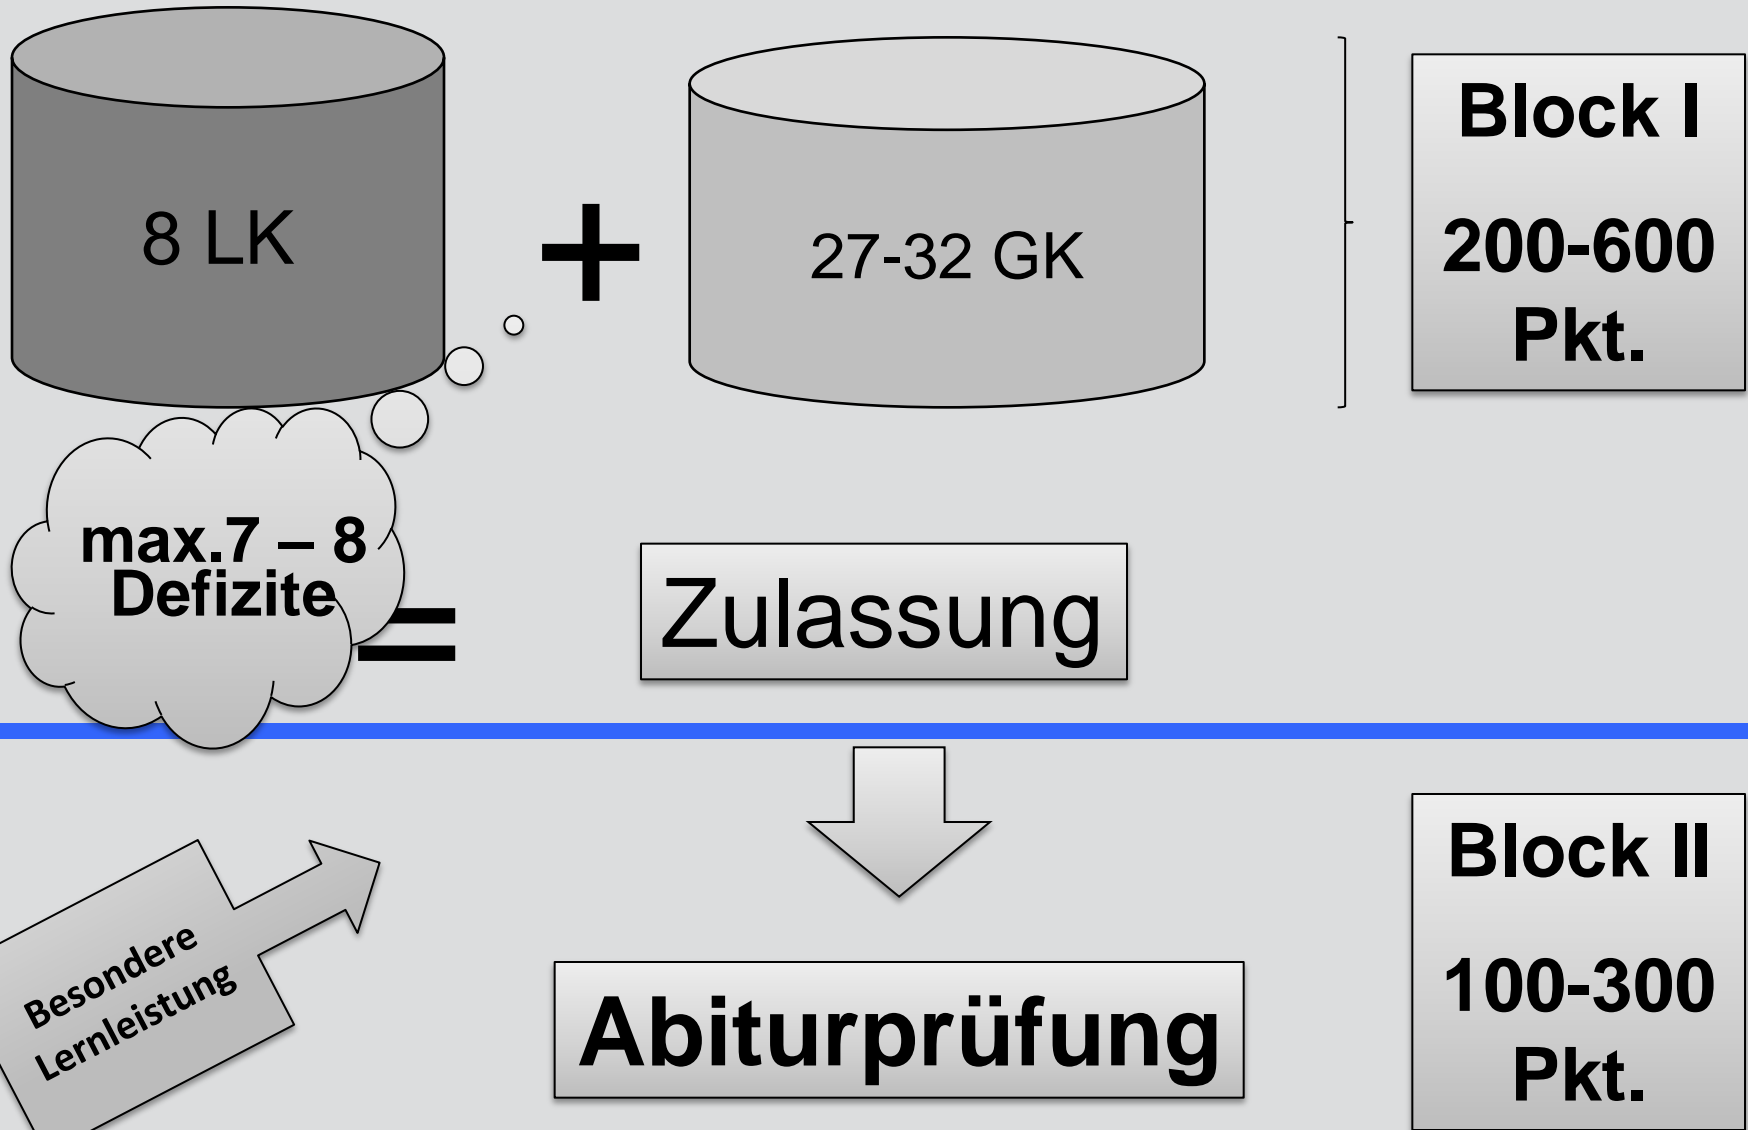 8 LK
+
27-32 GK
Block I
200-600
Pkt.
max.7 – 8
Defizite
=
Zulassung
Besondere
Lernleistung
Abiturprüfung
Block II
100-300
Pkt.